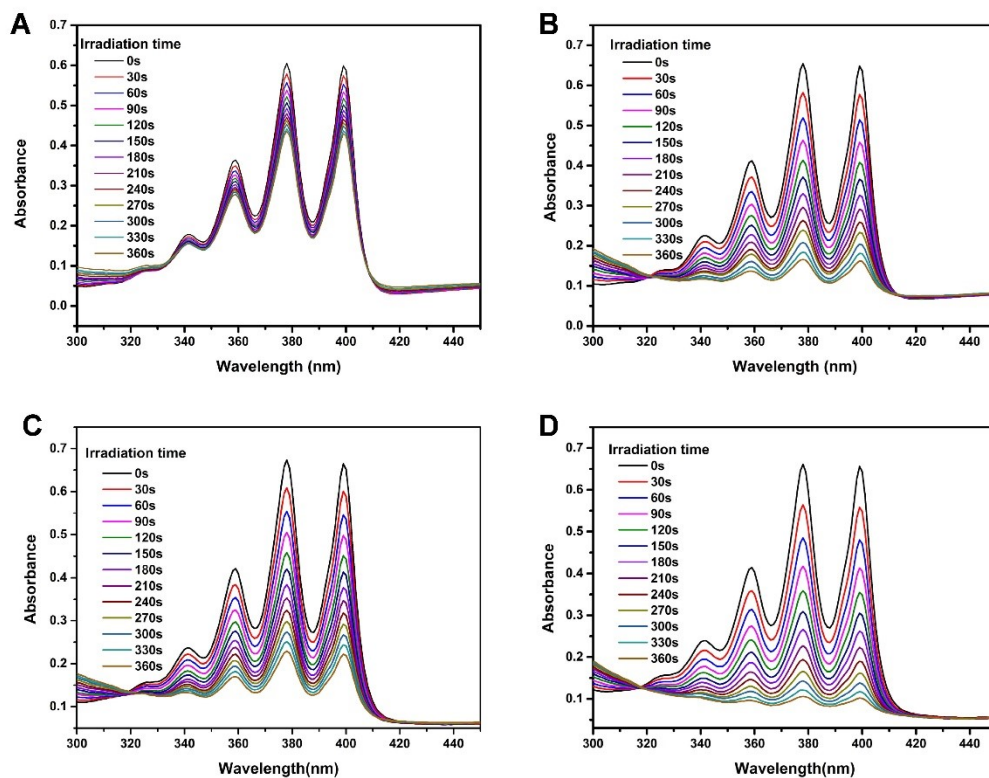 A
Irradiation time
0s
30s
60s
90s
120s
150s
180s
210s
240s
270s
300s
330s
360s
Absorbance
0.7
0.6
0.5
0.4
0.3
0.2
0.1
0.0
300 320 340 360 380 400 420 440
Wavelength (nm)
B
Irradiation time
0s
30s
60s
90s
120s
150s
180s
210s
240s
270s
300s
330s
360s
Absorbance
0.7
0.6
0.5
0.4
0.3
0.2
0.1
0.0
300 320 340 360 380 400 420 440
Wavelength (nm)
C
Irradiation time
0s
30s
60s
90s
120s
150s
180s
210s
240s
270s
300s
330s
360s
Absorbance
0.7
0.6
0.5
0.4
0.3
0.2
0.1
300 320 340 360 380 400 420 440
Wavelength(nm)
D
Irradiation time
0s
30s
60s
90s
120s
150s
180s
210s
240s
270s
300s
330s
360s
Absorbance
0.7
0.6
0.5
0.4
0.3
0.2
0.1
300 320 340 360 380 400 420 440
Wavelength(nm)